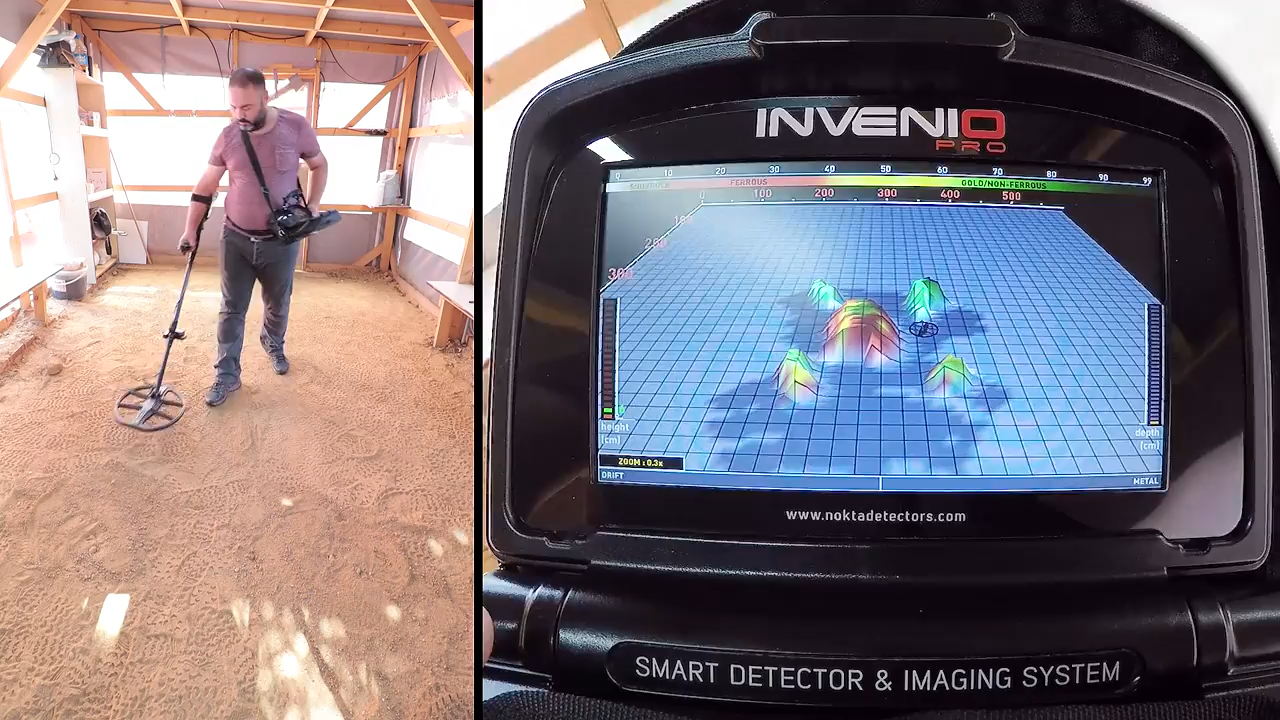 INVENIO
PRO
0 10 20 30 40 50 60 70 80 90 99
FERROUS GOLD/NON-FERROUS
0 100 200 300 400 500
300
height
(cm)
depth
(cm)
ZOOM : 0.3x
DRIFT METAL
www.noktadetectors.com
SMART DETECTOR & IMAGING SYSTEM